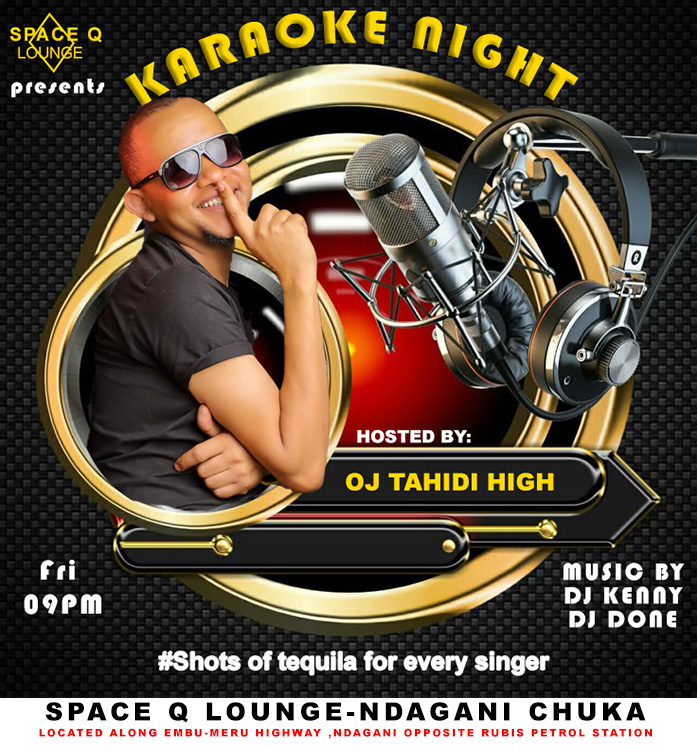 SPACE Q
LOUNGE
presents
KARAOKE NIGHT
R
HOSTED BY:
OJ TAHIDI HIGH
Fri
09PM
MUSIC BY
DJ KENNY
DJ DONE
#Shots of tequila for every singer
SPACE Q LOUNGE-NDAGANI CHUKA
LOCATED ALONG EMBU-MERU HIGHWAY ,NDAGANI OPPOSITE RUBIS PETROL STATION